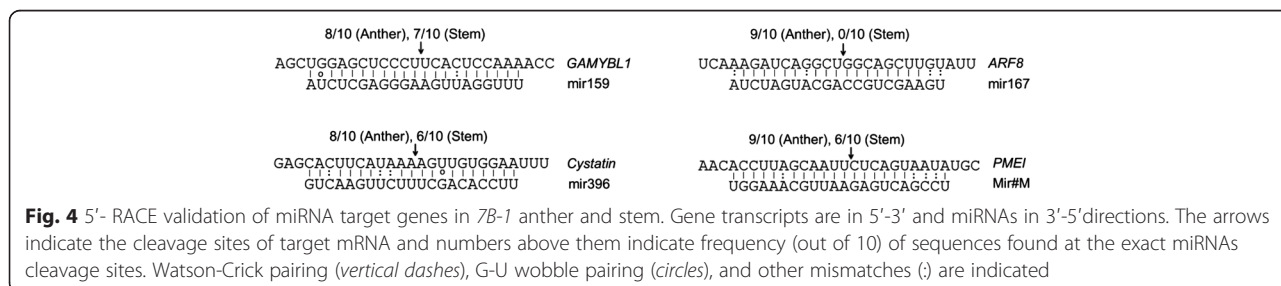 8/10 (Anther), 7/10 (Stem)
AGCUGGAGCUCCCUUCACUCCAAAACC GAMYBL1
AUCUCGAGGGAAGUUAGGUUU mir159
9/10 (Anther), 0/10 (Stem)
UCAAAGAUCAGGCUGGCAGCUUGUAUU ARF8
AUCUAGUACGACCGUCGAAGU mir167
8/10 (Anther), 6/10 (Stem)
GAGCACUUCAUAAAAGUUGUGGAAUUU Cystatin
GUCAAGUUCUUUCGACACCUU mir396
9/10 (Anther), 6/10 (Stem)
AACACCUUAGCAAUUCUCAGUAAUAUGC PMEI
UGGAAACGUUAAGAGUCAGCCU Mir#M
Fig. 4 5′- RACE validation of miRNA target genes in 7B-1 anther and stem. Gene transcripts are in 5′-3′ and miRNAs in 3′-5′directions. The arrows
indicate the cleavage sites of target mRNA and numbers above them indicate frequency (out of 10) of sequences found at the exact miRNAs
cleavage sites. Watson-Crick pairing (vertical dashes), G-U wobble pairing (circles), and other mismatches (:) are indicated